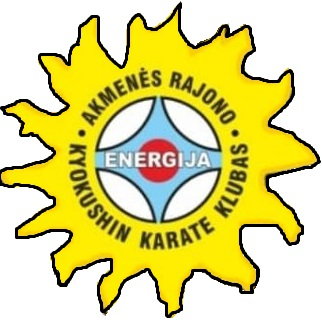 AKMENĖS RAJONO
ENERGIJA
• KYOKUSHIN KARATE KLUBAS •